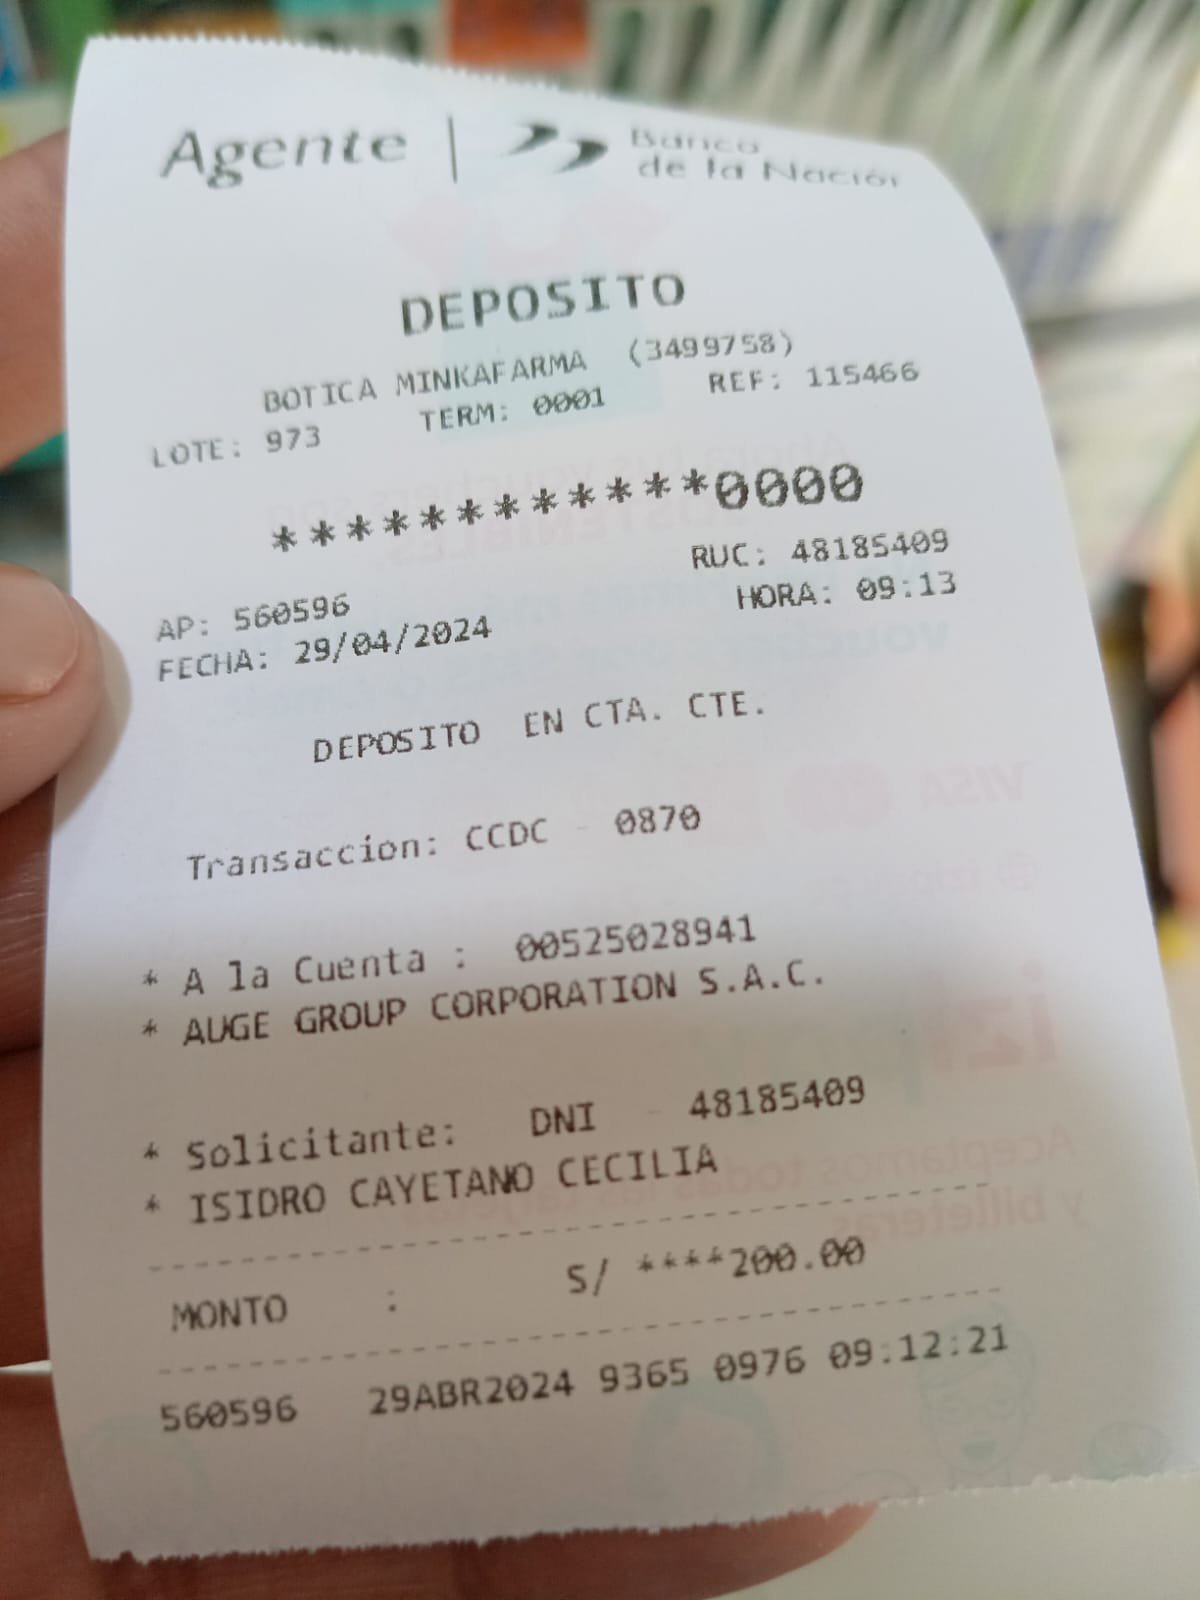 Agente | Banco
de la Nación
DEPOSITO
BOTICA MINKAFARMA (3499758)
LOTE: 973 TERM: 0001 REF: 115466
************0000
RUC: 48185409
AP: 560596 HORA: 09:13
FECHA: 29/04/2024
DEPOSITO EN CTA. CTE.
Transaccion: CCDC - 0870
* A la Cuenta : 00525028941
* AUGE GROUP CORPORATION S.A.C.
* Solicitante: DNI - 48185409
* ISIDRO CAYETANO CECILIA
MONTO : S/ ****200.00
560596 29ABR2024 9365 0976 09:12:21